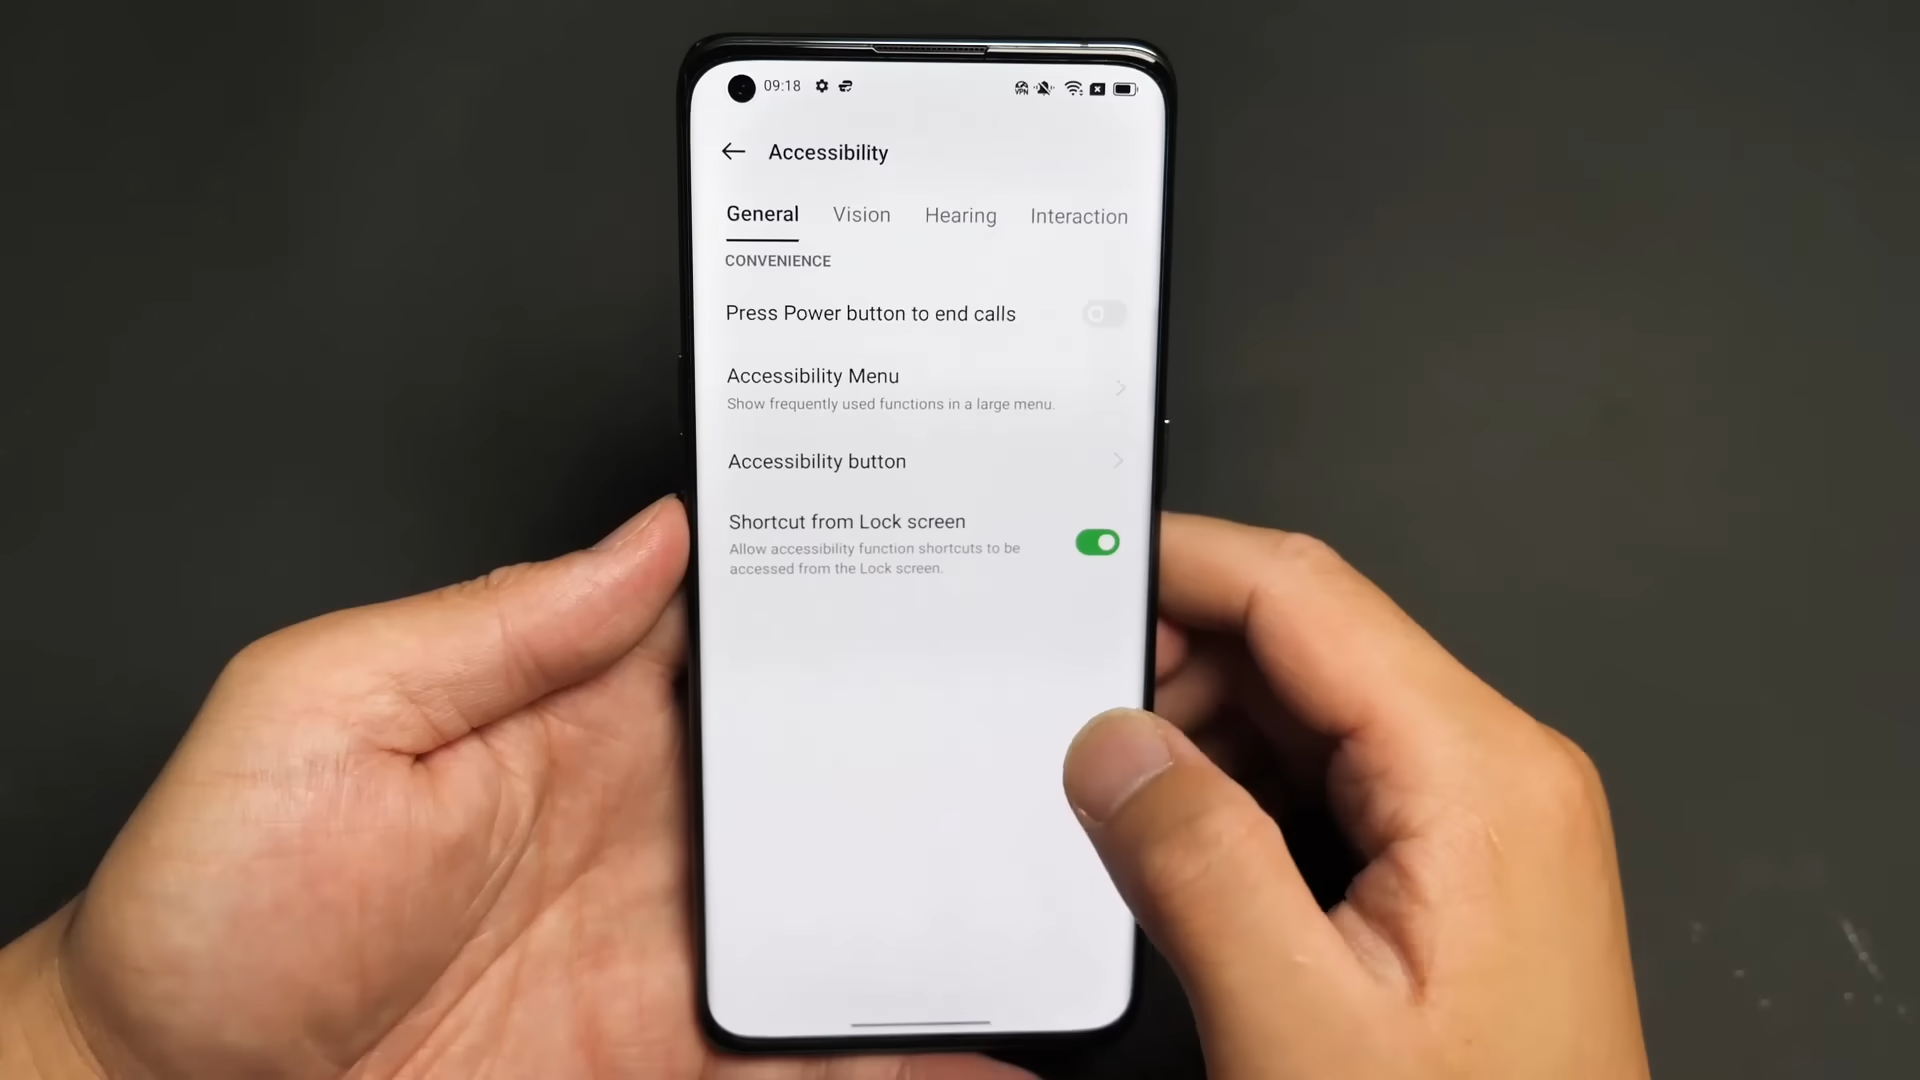 09:18
VPN
Accessibility
General Vision Hearing Interaction
CONVENIENCE
Press Power button to end calls
Accessibility Menu
Show frequently used functions in a large menu.
Accessibility button
Shortcut from Lock screen
Allow accessibility function shortcuts to be
accessed from the Lock screen.